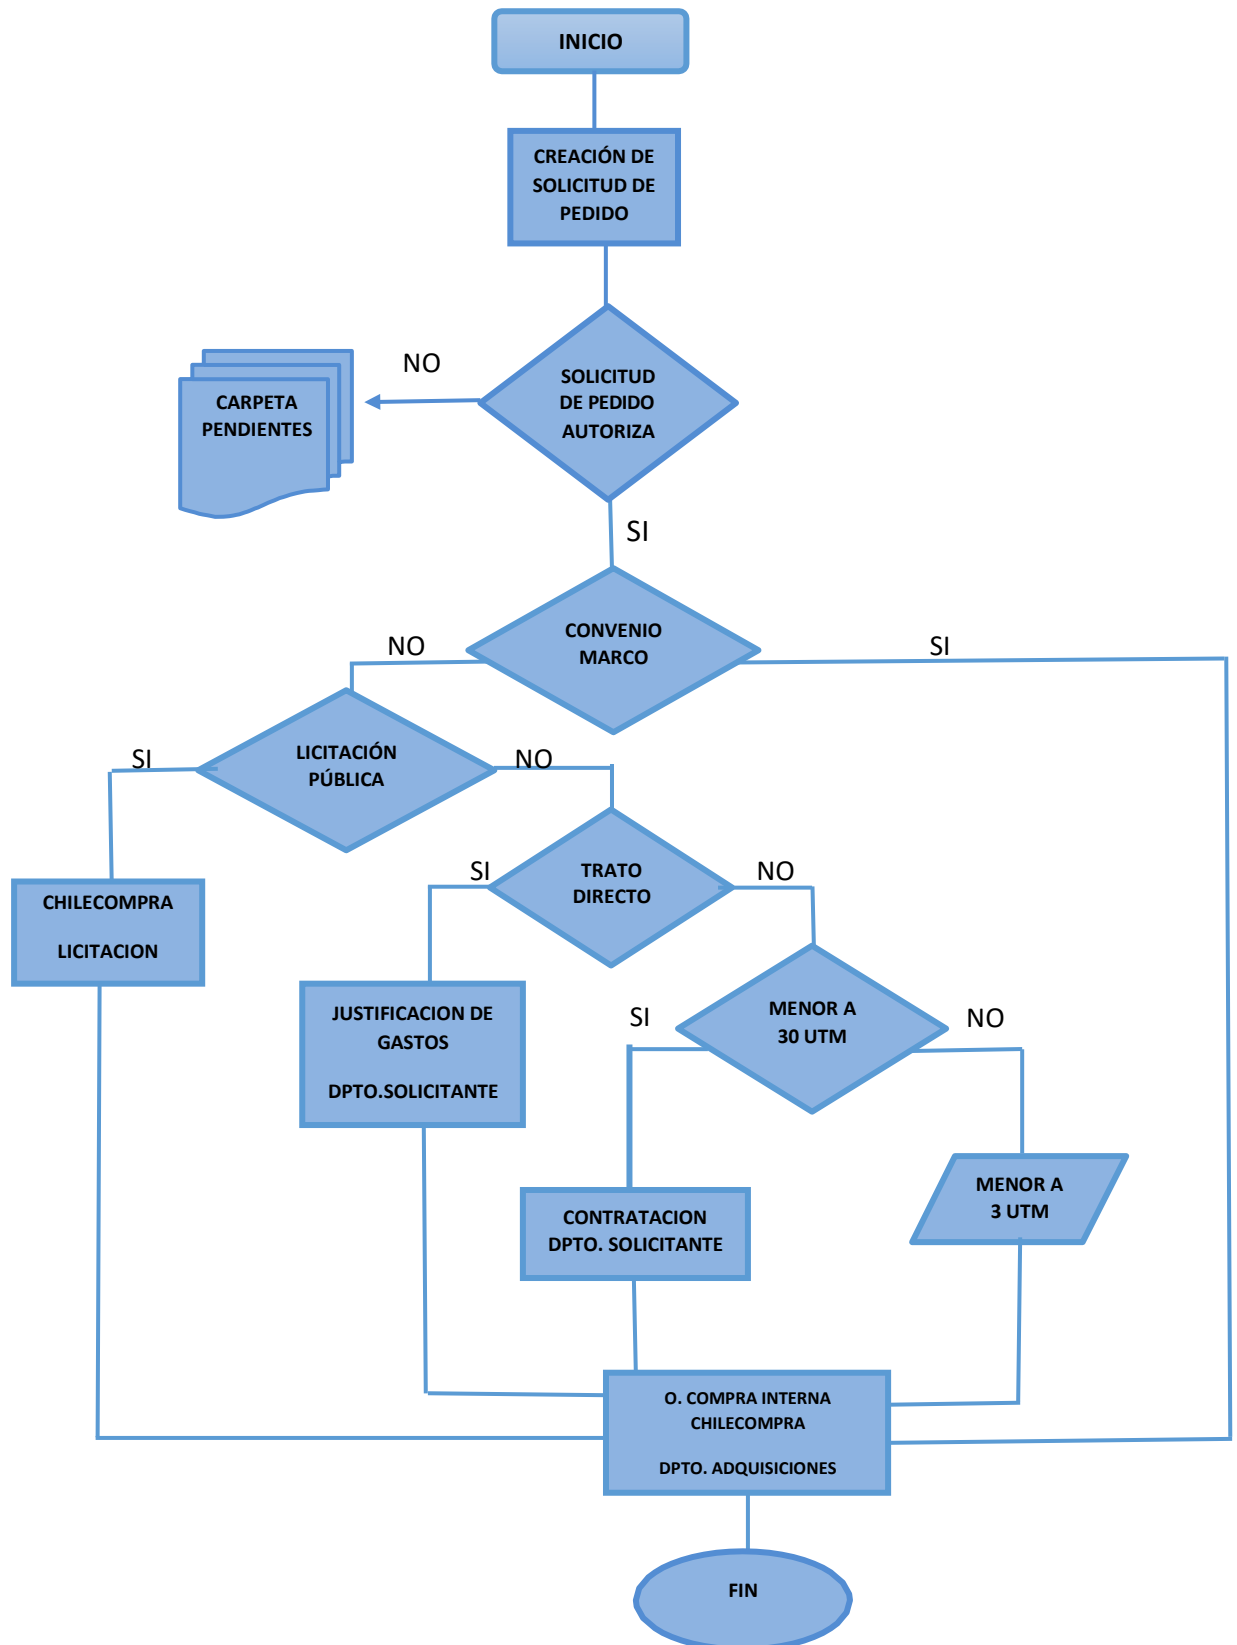 INICIO
CREACIÓN DE
SOLICITUD DE
PEDIDO
NO
SOLICITUD
DE PEDIDO
AUTORIZA
CARPETA
PENDIENTES
SI
CONVENIO
MARCO
NO
SI
LICITACIÓN
PÚBLICA
SI
NO
TRATO
DIRECTO
SI
NO
CHILECOMPRA
LICITACION
JUSTIFICACION DE
GASTOS
DPTO.SOLICITANTE
MENOR A
30 UTM
SI
NO
CONTRATACION
DPTO. SOLICITANTE
MENOR A
3 UTM
O. COMPRA INTERNA
CHILECOMPRA
DPTO. ADQUISICIONES
FIN